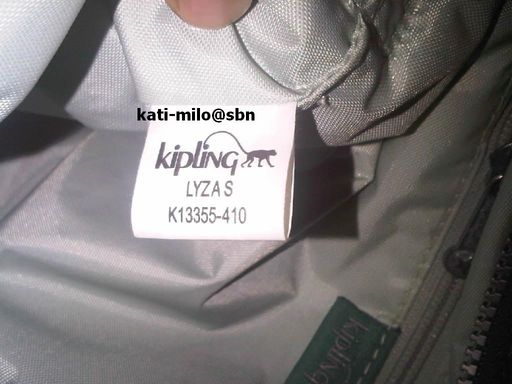 kati-milo@sbn
kipling
LYZA S
K13355-410
kipling